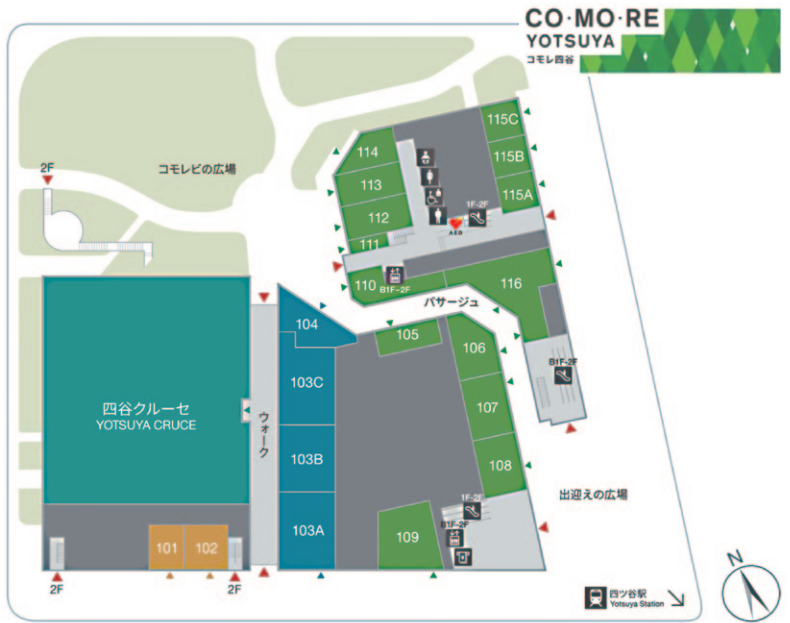 CO・MO・RE
YOTSUYA
コモレ四谷
115C
114
115B
コモレビの広場
2F
113
115A
112
1F-2F
AED
111
110
B1F-2F
116
パサージュ
104
105
106
B1F-2F
103C
四谷クルーセ
YOTSUYA CRUCE
ウォーク
107
103B
108
出迎えの広場
1F-2F
B1F-2F
103A
109
101
102
2F
2F
N
四ツ谷駅
Yotsuya Station